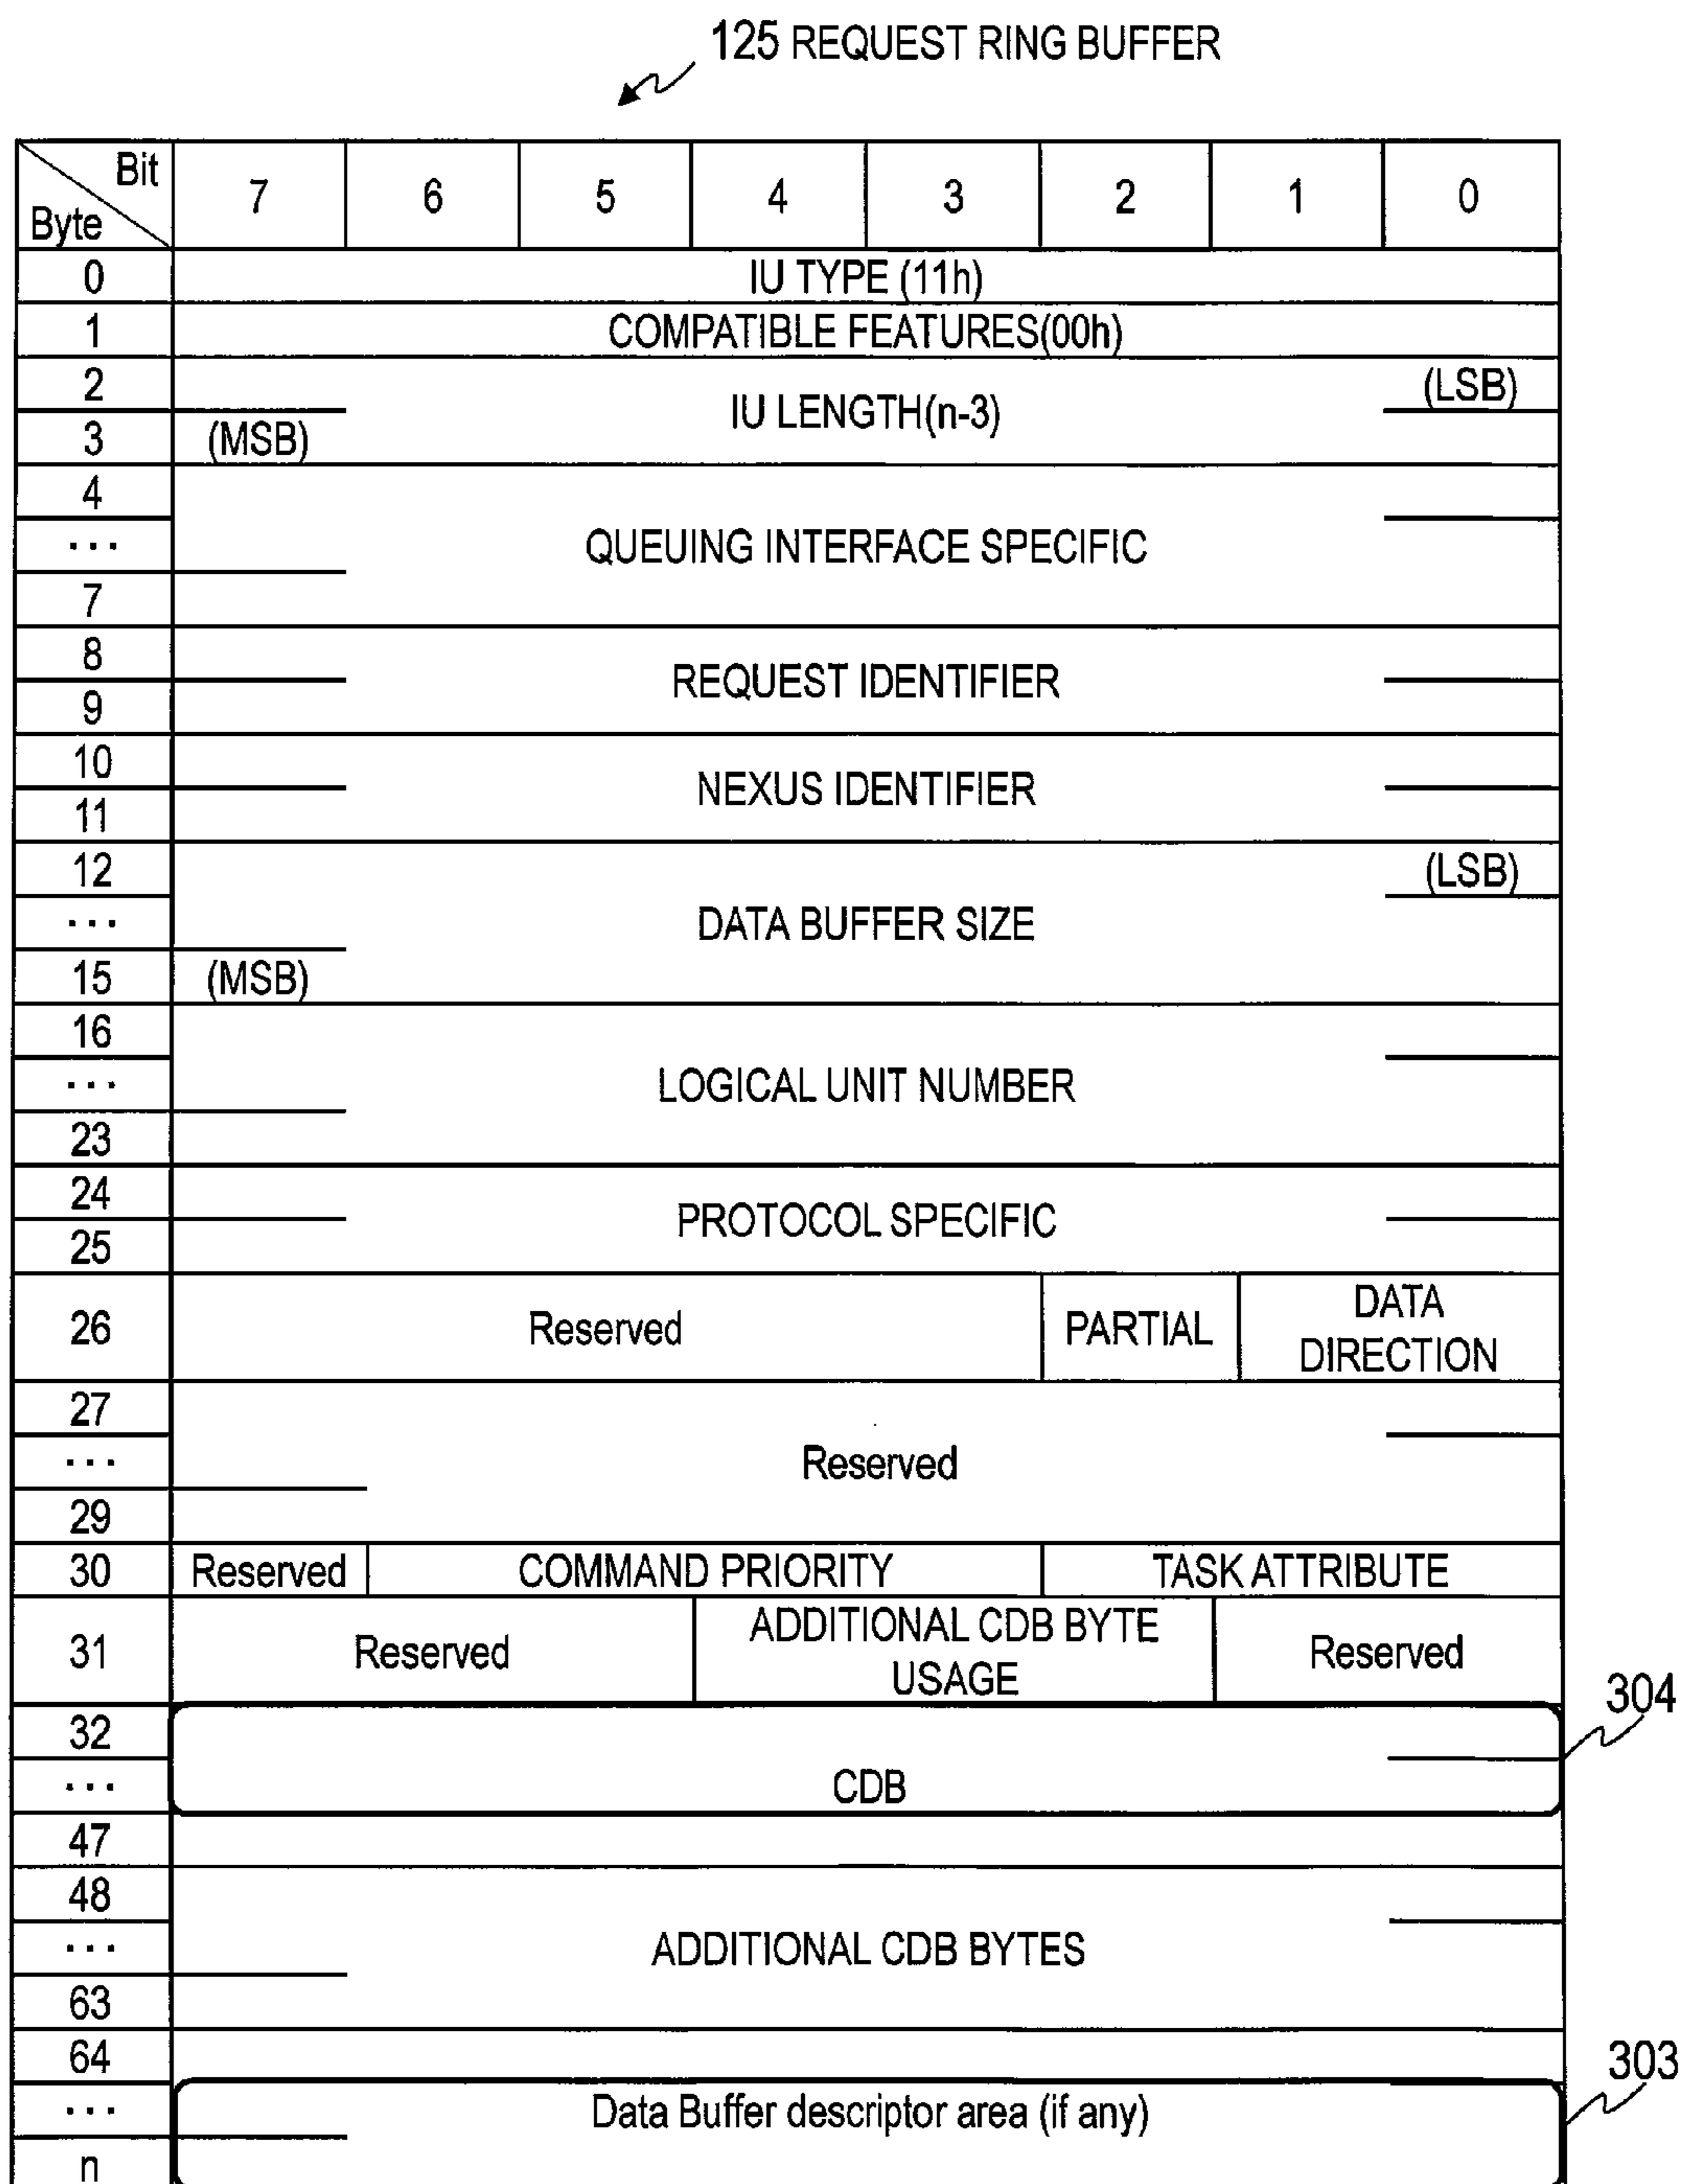 125 REQUEST RING BUFFER
Bit
Byte
7 6 5 4 3 2 1 0
0 IU TYPE (11h)
1 COMPATIBLE FEATURES(00h)
2 (LSB)
IU LENGTH(n-3)
3 (MSB)
4
... QUEUING INTERFACE SPECIFIC
7
8
REQUEST IDENTIFIER
9
10
NEXUS IDENTIFIER
11
12 (LSB)
... DATA BUFFER SIZE
15 (MSB)
16
... LOGICAL UNIT NUMBER
23
24
PROTOCOL SPECIFIC
25
26 Reserved PARTIAL DATA
DIRECTION
27
... Reserved
29
30 Reserved COMMAND PRIORITY TASK ATTRIBUTE
31 Reserved ADDITIONAL CDB BYTE
USAGE Reserved
304
32
... CDB
47
48
... ADDITIONAL CDB BYTES
63
64
303
... Data Buffer descriptor area (if any)
n